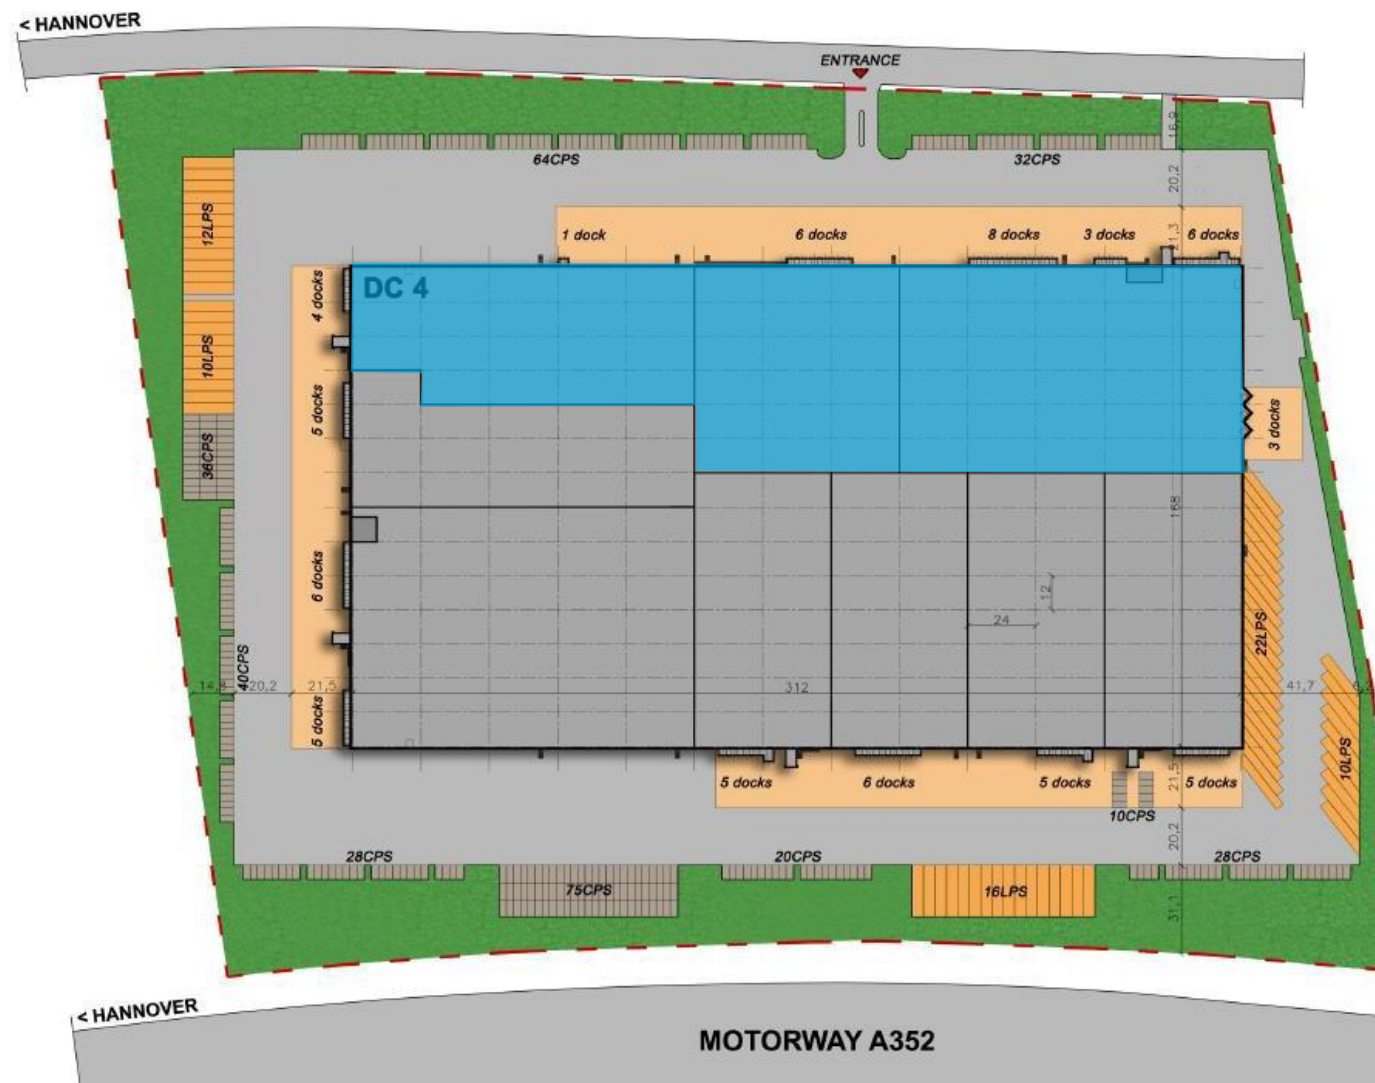 < HANNOVER
ENTRANCE
64CPS
32CPS
16,9
20,2
21,3
1 dock
6 docks
8 docks
3 docks
6 docks
12LPS
4 docks
DC 4
10LPS
5 docks
3 docks
36CPS
168
6 docks
12
24
22LPS
40CPS
20,2
21,5
312
41,7
5 docks
10LPS
5 docks
6 docks
5 docks
5 docks
21,5
10CPS
20,2
28CPS
20CPS
28CPS
75CPS
16LPS
31,1
< HANNOVER
MOTORWAY A352